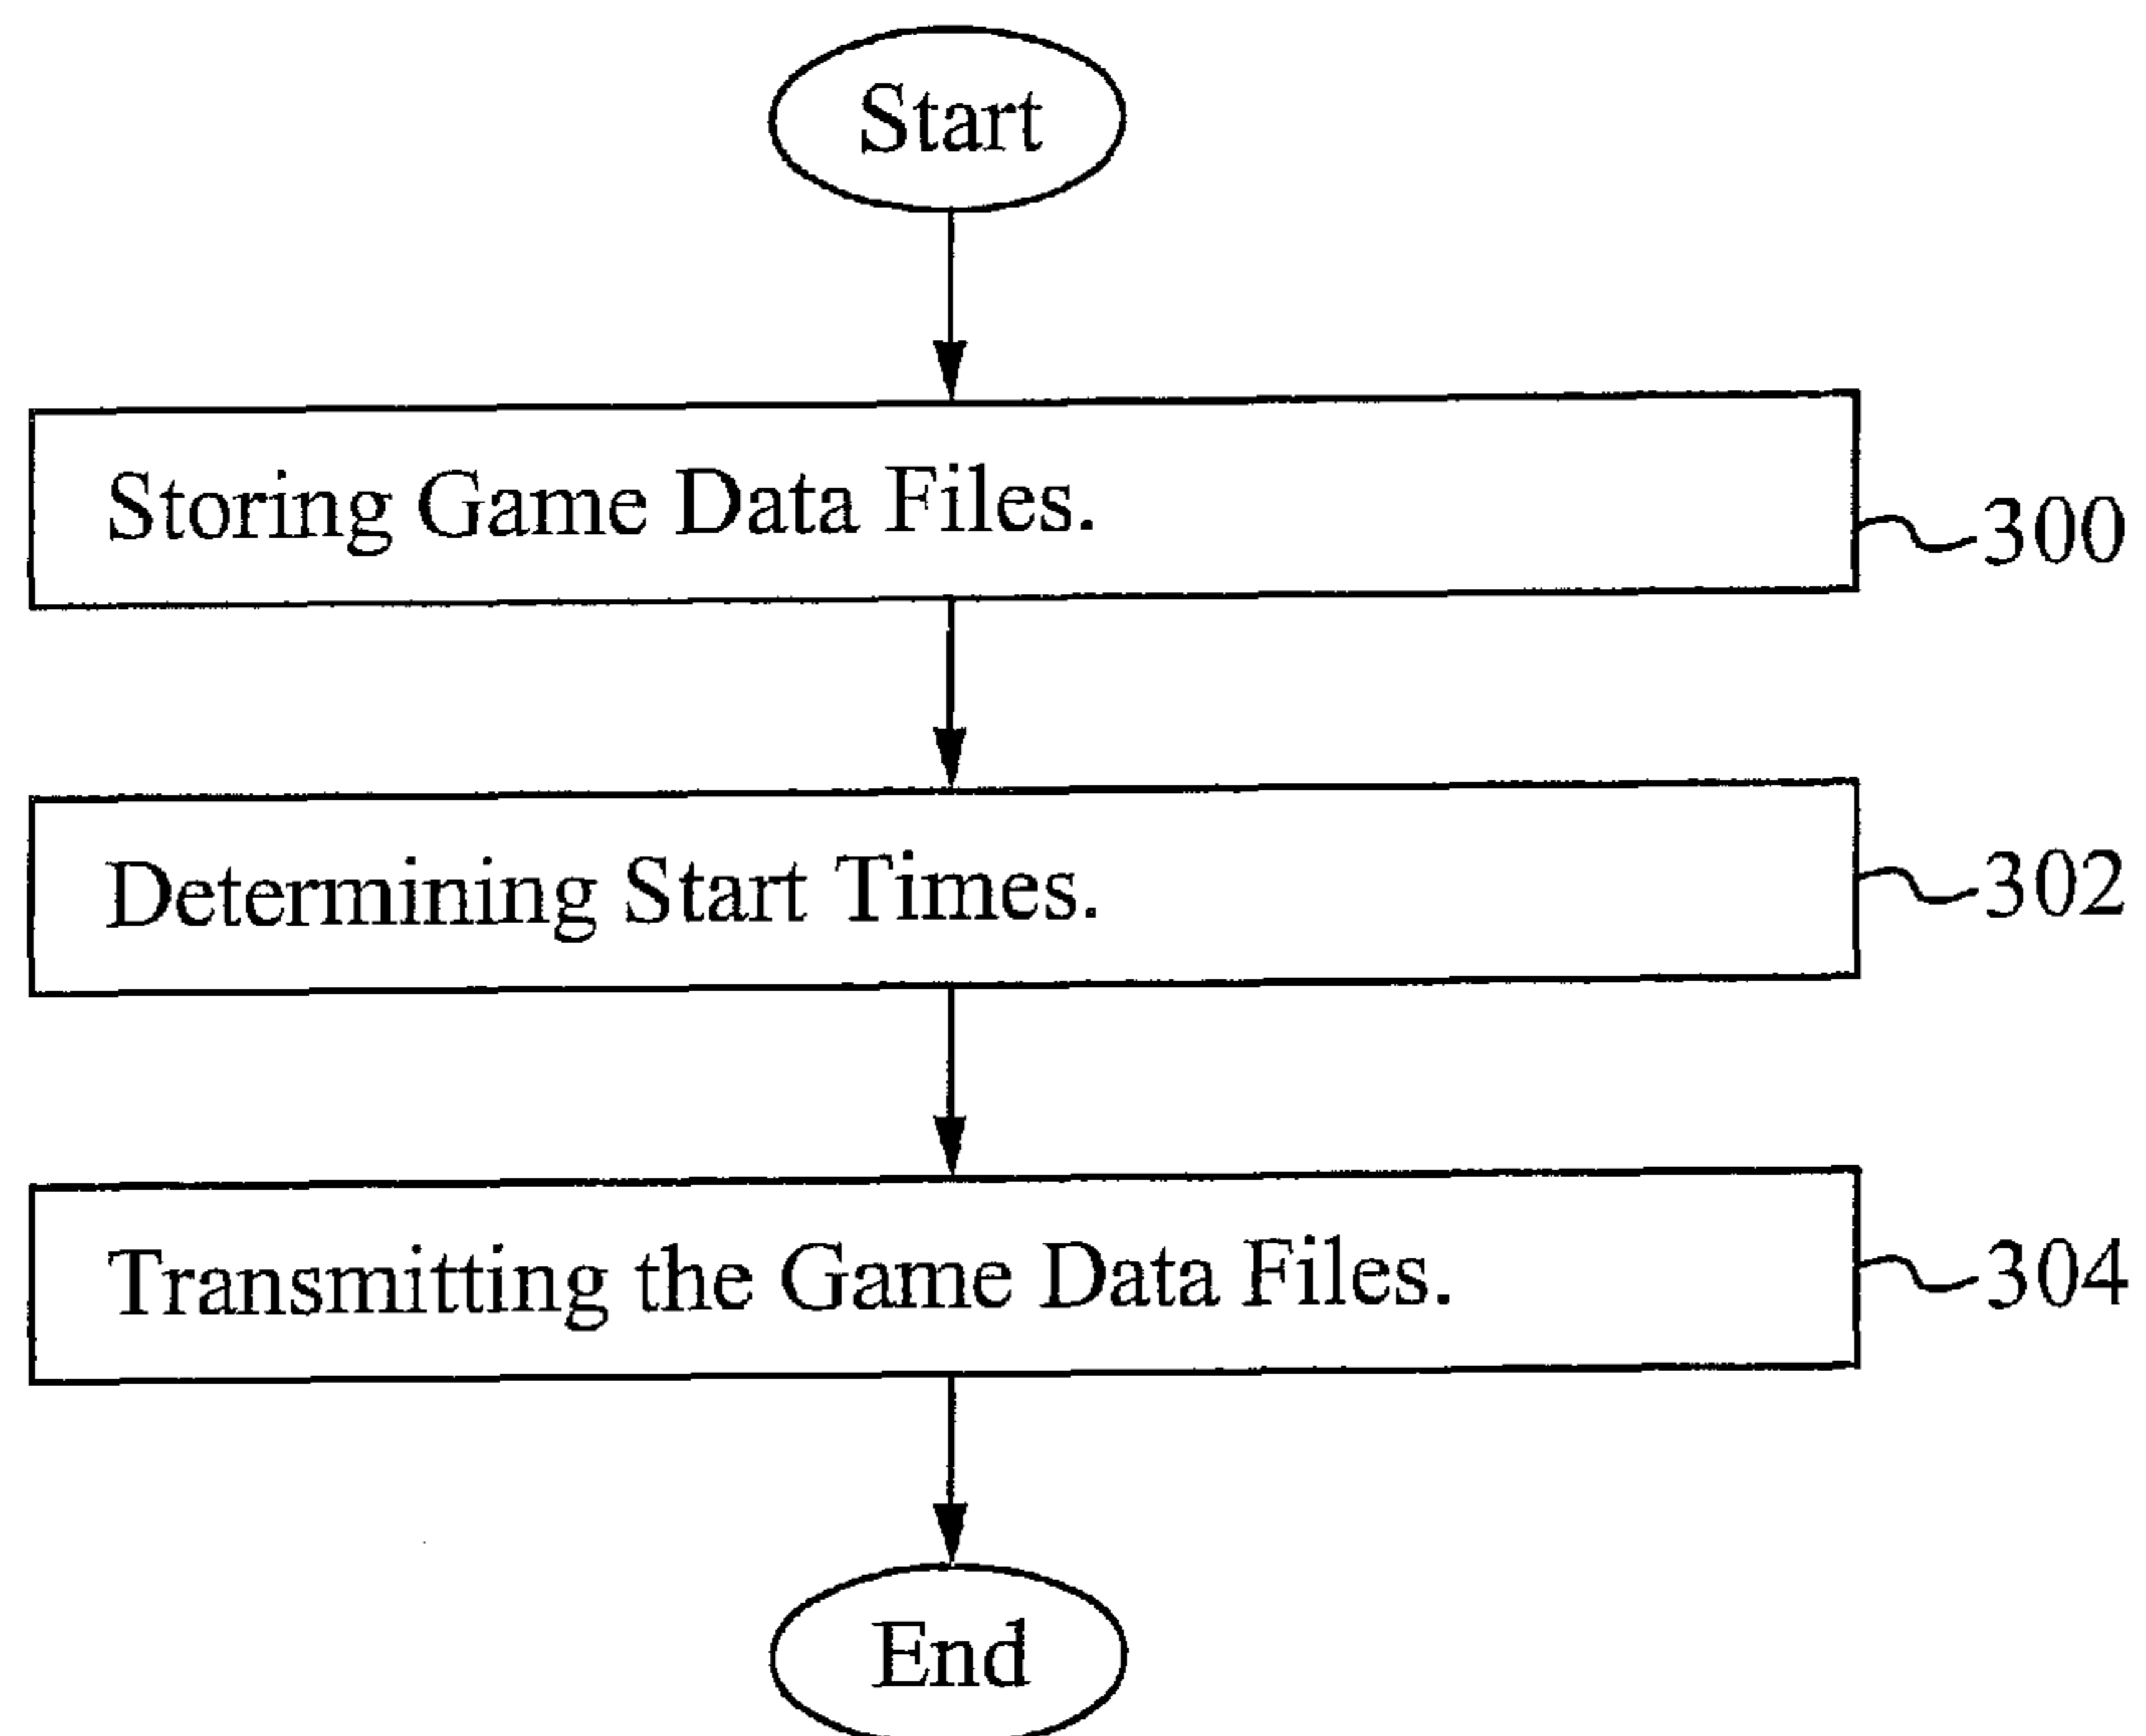 Start
Storing Game Data Files.
300
Determining Start Times.
302
Transmitting the Game Data Files.
304
End